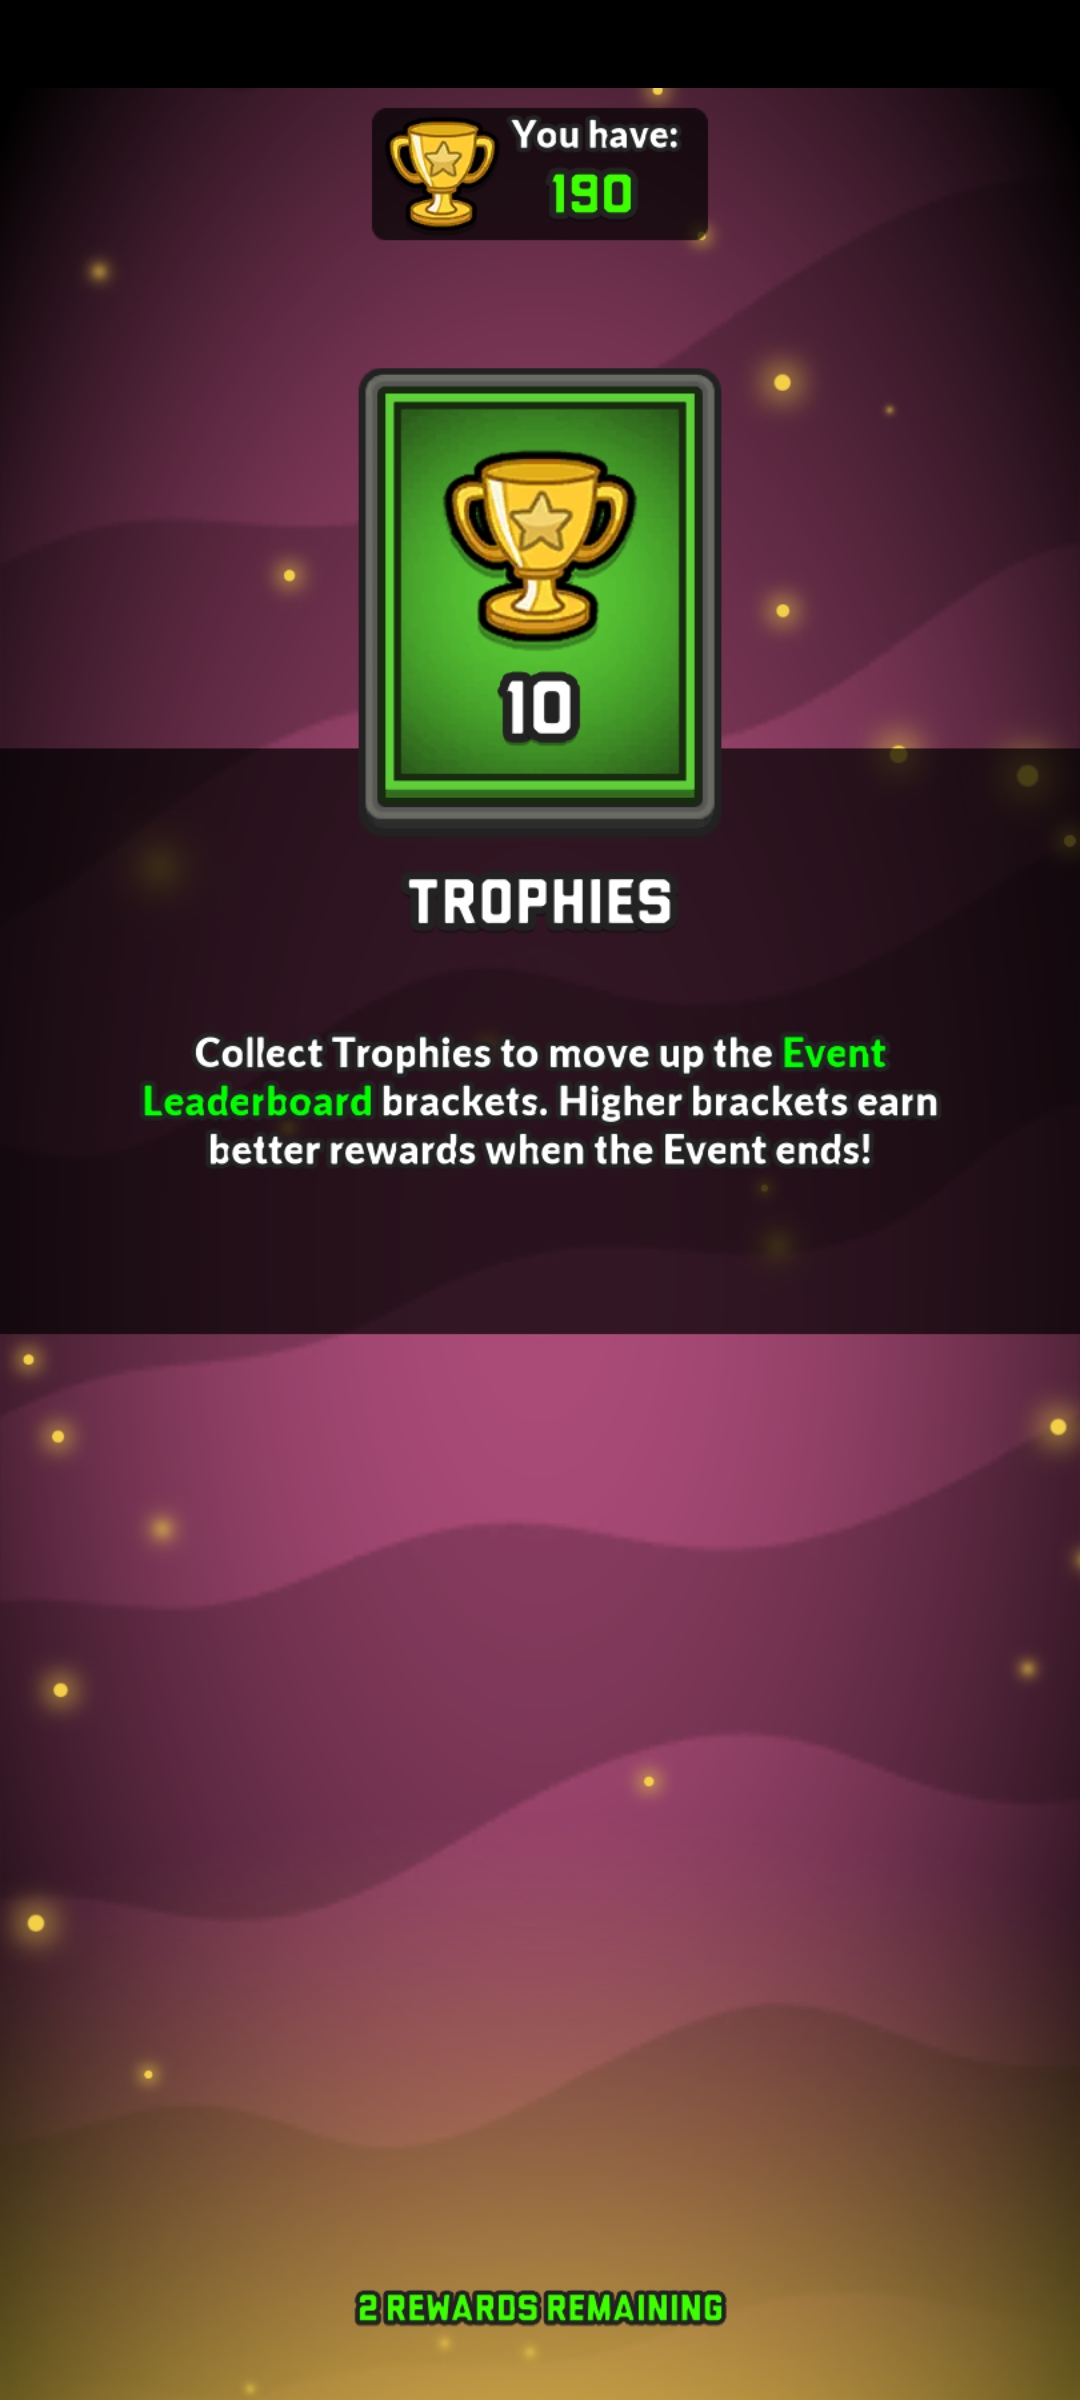 You have:
190
10
TROPHIES
Collect Trophies to move up the Event
Leaderboard brackets. Higher brackets earn
better rewards when the Event ends!
2 REWARDS REMAINING